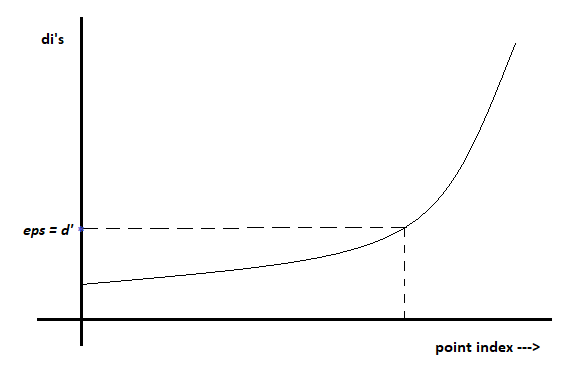 di's
eps = d'
point index --->